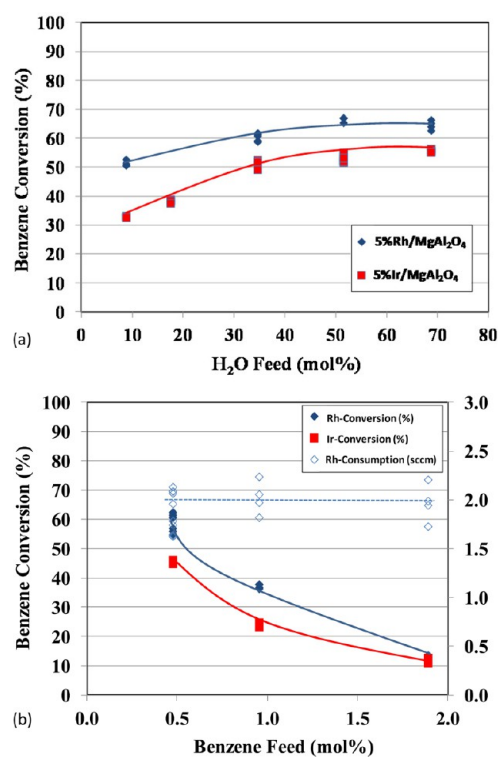 100
90
80
70
60
50
40
30
20
10
0
Benzene Conversion (%)
5%Rh/MgAl₂O₄
5%Ir/MgAl₂O₄
0 10 20 30 40 50 60 70 80
H₂O Feed (mol%)
(a)
100
90
80
70
60
50
40
30
20
10
0
Benzene Conversion (%)
Rh-Conversion (%)
Ir-Conversion (%)
Rh-Consumption (sccm)
3.0
2.5
2.0
1.5
1.0
0.5
0.0
0.0 0.5 1.0 1.5 2.0
Benzene Feed (mol%)
(b)